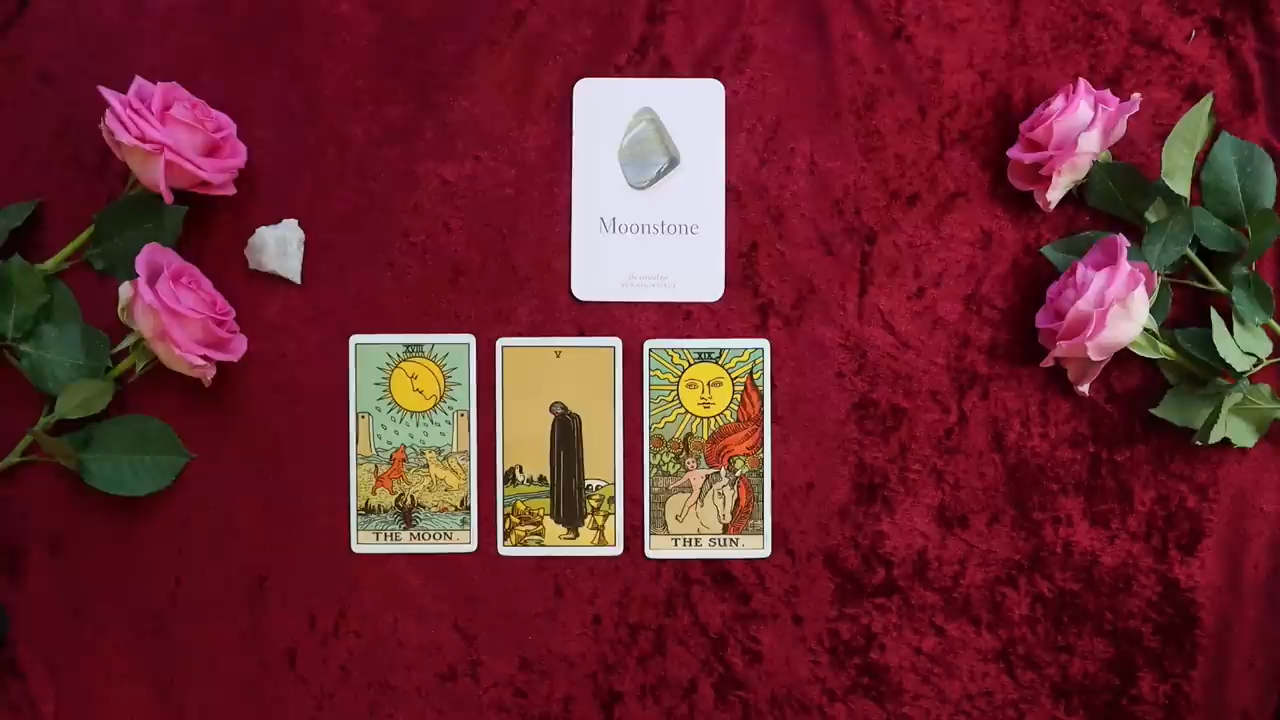 Moonstone
XVIII
THE MOON.
V
XIX
THE SUN.